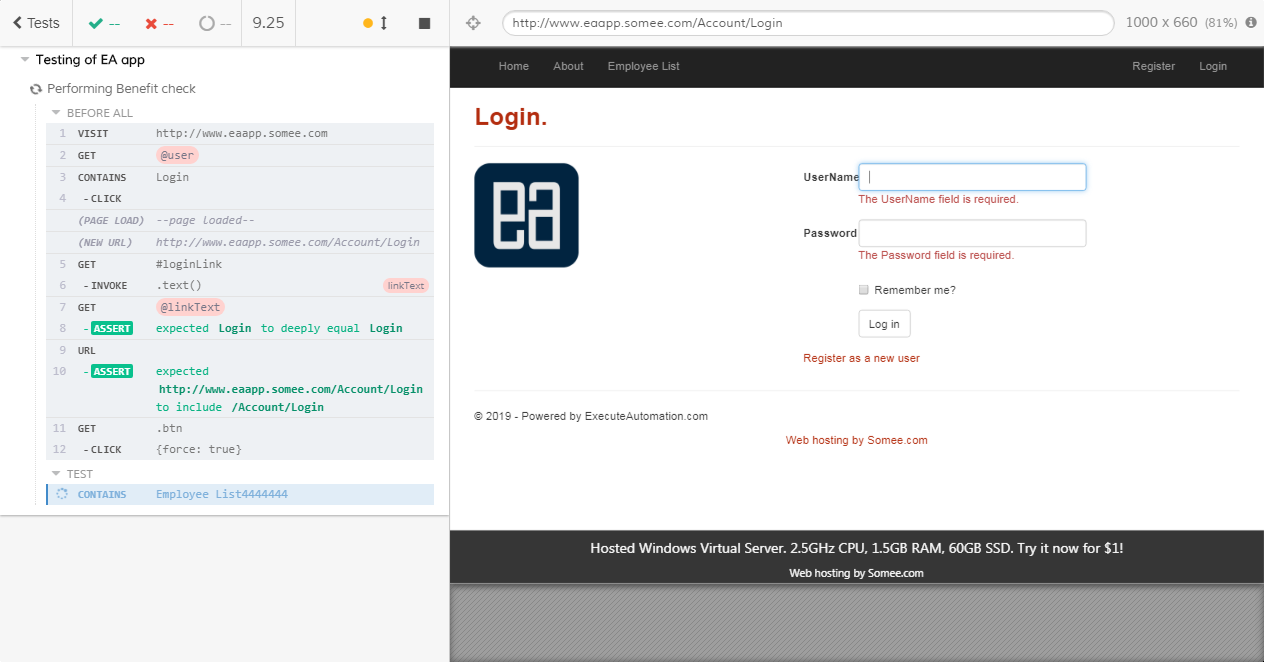 Tests -- -- -- 9.25
Testing of EA app
Performing Benefit check
BEFORE ALL
1 VISIT http://www.eaapp.somee.com
2 GET @user
3 CONTAINS Login
4 - CLICK
(PAGE LOAD) --page loaded--
(NEW URL) http://www.eaapp.somee.com/Account/Login
5 GET #loginLink
6 - INVOKE .text() linkText
7 GET @linkText
8 - ASSERT expected Login to deeply equal Login
9 URL
10 - ASSERT expected
http://www.eaapp.somee.com/Account/Login
to include /Account/Login
11 GET .btn
12 - CLICK {force: true}
TEST
CONTAINS Employee List4444444
http://www.eaapp.somee.com/Account/Login 1000 x 660 (81%)
Home About Employee List Register Login
Login.
ea
UserName
The UserName field is required.
Password
The Password field is required.
Remember me?
Log in
Register as a new user
© 2019 - Powered by ExecuteAutomation.com
Web hosting by Somee.com
Hosted Windows Virtual Server. 2.5GHz CPU, 1.5GB RAM, 60GB SSD. Try it now for $1!
Web hosting by Somee.com